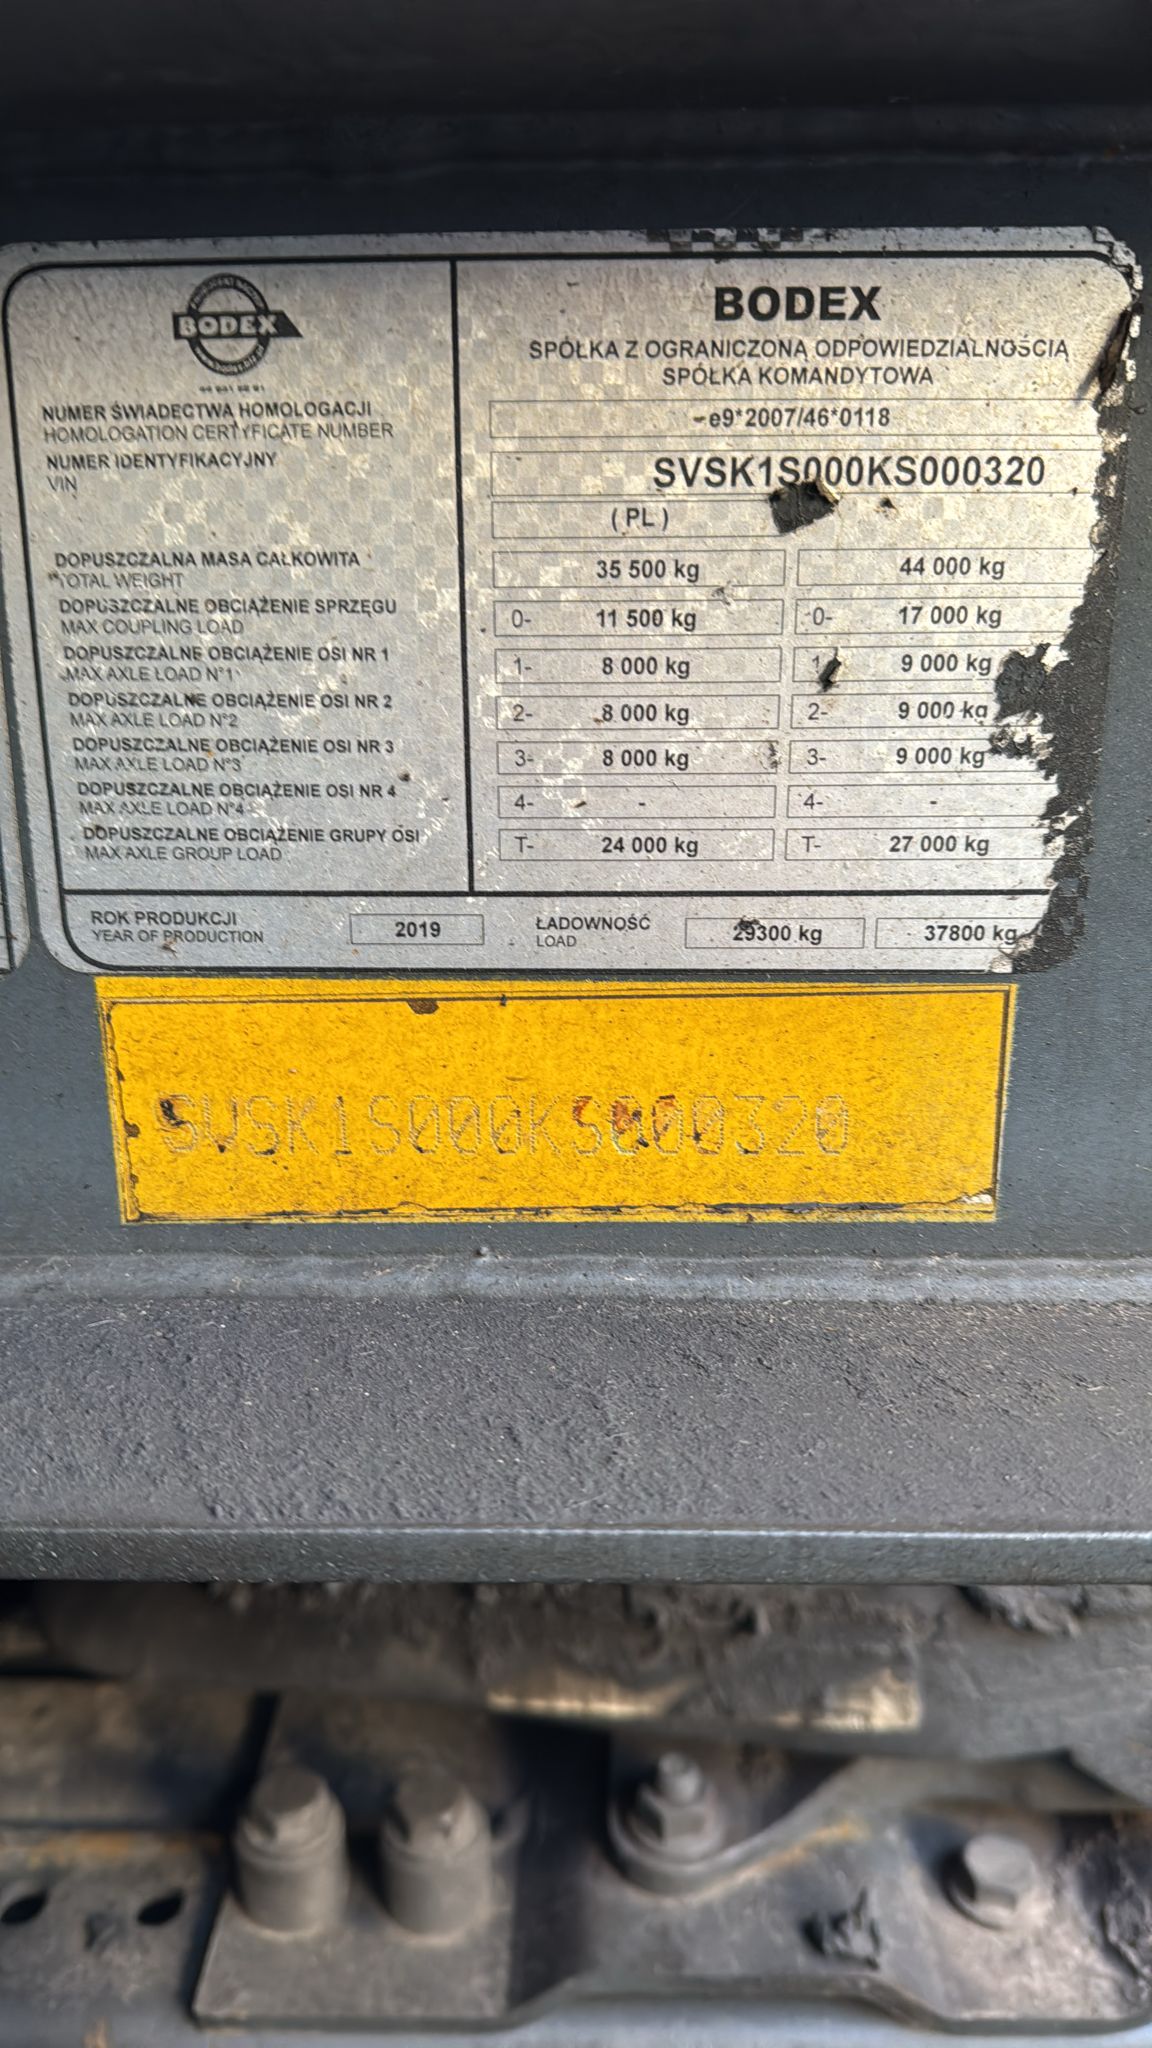 BODEX
BODEX
SPÓŁKA Z OGRANICZONĄ ODPOWIEDZIALNOŚCIĄ
SPÓŁKA KOMANDYTOWA
NUMER ŚWIADECTWA HOMOLOGACJI
HOMOLOGATION CERTYFICATE NUMBER
e9*2007/46*0118
NUMER IDENTYFIKACYJNY
VIN
SVSK1S000KS000320
( PL )
DOPUSZCZALNA MASA CAŁKOWITA
TOTAL WEIGHT
35 500 kg 44 000 kg
DOPUSZCZALNE OBCIĄŻENIE SPRZĘGU
MAX COUPLING LOAD
0- 11 500 kg 0- 17 000 kg
DOPUSZCZALNE OBCIĄŻENIE OSI NR 1
MAX AXLE LOAD N°1
1- 8 000 kg 1 9 000 kg
DOPUSZCZALNE OBCIĄŻENIE OSI NR 2
MAX AXLE LOAD N°2
2- 8 000 kg 2- 9 000 kg
DOPUSZCZALNE OBCIĄŻENIE OSI NR 3
MAX AXLE LOAD N°3
3- 8 000 kg 3- 9 000 kg
DOPUSZCZALNE OBCIĄŻENIE OSI NR 4
MAX AXLE LOAD N°4
4- - 4- -
DOPUSZCZALNE OBCIĄŻENIE GRUPY OSI
MAX AXLE GROUP LOAD
T- 24 000 kg T- 27 000 kg
ROK PRODUKCJI
YEAR OF PRODUCTION
2019
ŁADOWNOŚĆ
LOAD
29300 kg 37800 kg
SVSK1S000KS000320